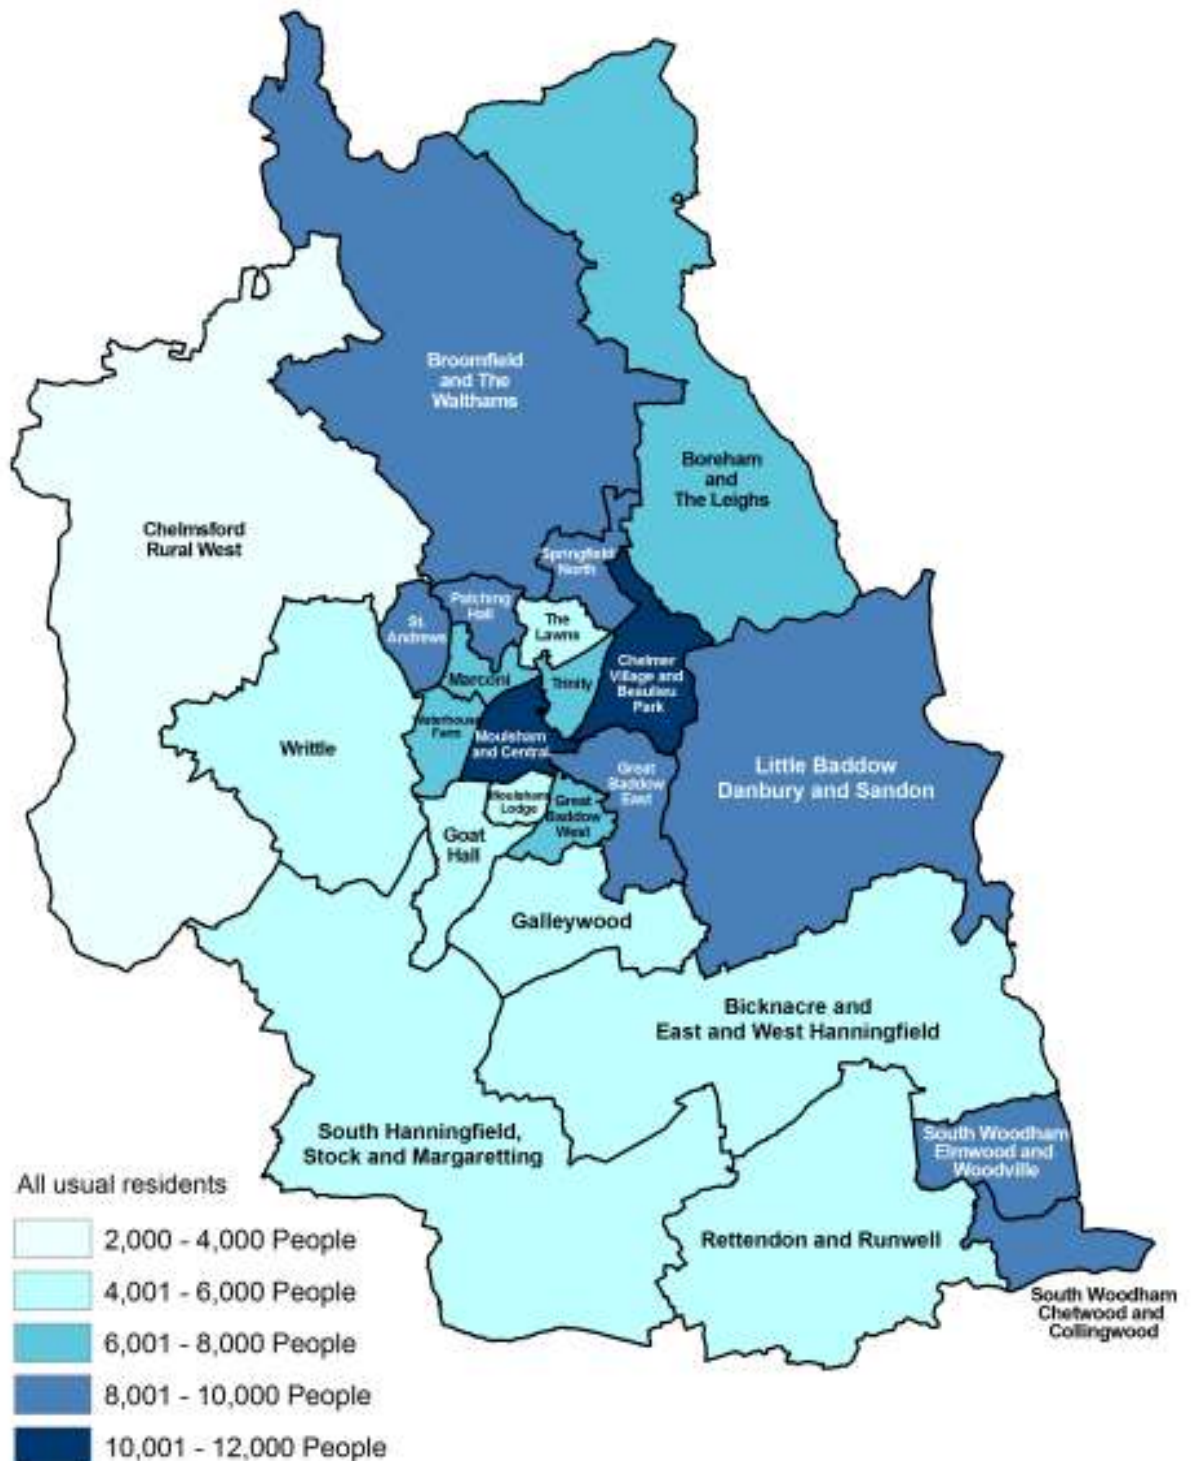 Broomfield
and The
Walthams
Boreham
and
The Leighs
Chelmsford
Rural West
Springfield
North
Patching
Hall
St.
Andrews
The
Lawns
Chelmer
Village and
Beaulieu
Park
Marconi
Trinity
Waterhouse
Farm
Moulsham
and Central
Writtle
Great
Baddow
East
Little Baddow
Danbury and Sandon
Moulsham
Lodge
Great
Baddow
West
Goat
Hall
Galleywood
Bicknacre and
East and West Hanningfield
South Hanningfield,
Stock and Margaretting
South Woodham
Elmwood and
Woodville
Rettendon and Runwell
South Woodham
Chetwood and
Collingwood
All usual residents
2,000 - 4,000 People
4,001 - 6,000 People
6,001 - 8,000 People
8,001 - 10,000 People
10,001 - 12,000 People